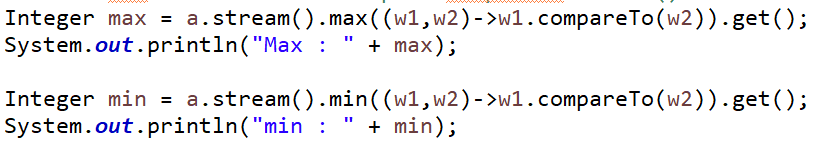 Integer max = a.stream().max((w1,w2)->w1.compareTo(w2)).get();
System.out.println("Max : " + max);
Integer min = a.stream().min((w1,w2)->w1.compareTo(w2)).get();
System.out.println("min : " + min);